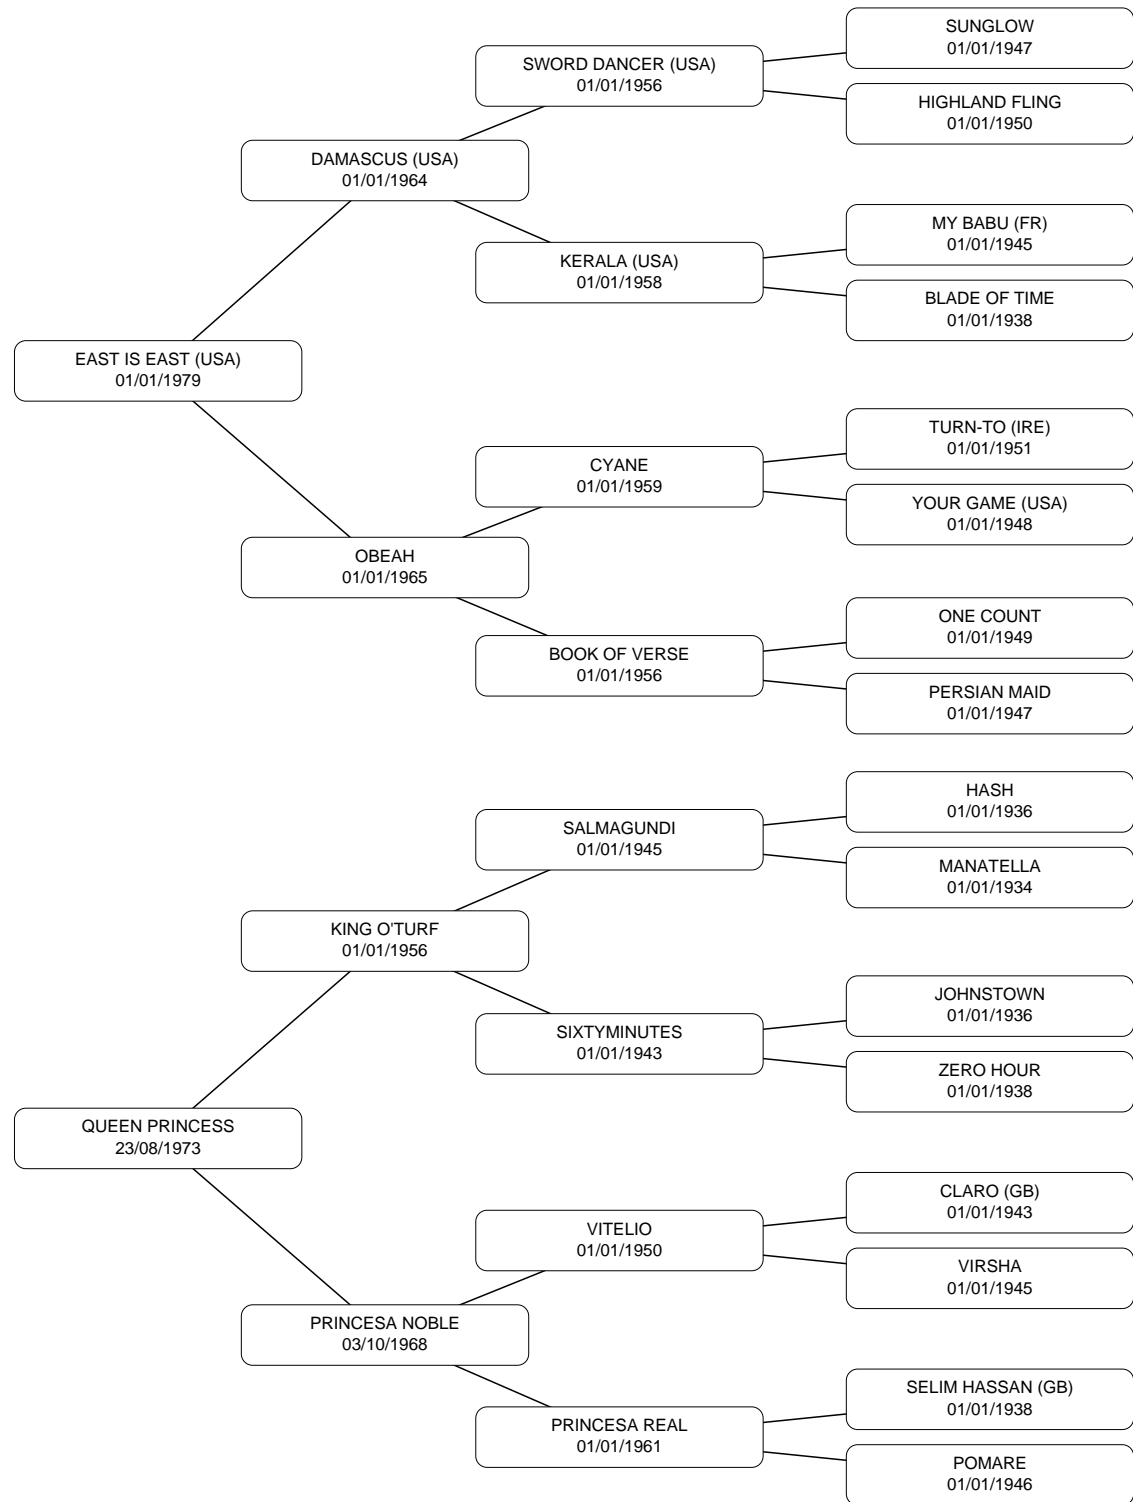 SUNGLOW
01/01/1947
SWORD DANCER (USA)
01/01/1956
HIGHLAND FLING
01/01/1950
DAMASCUS (USA)
01/01/1964
MY BABU (FR)
01/01/1945
KERALA (USA)
01/01/1958
BLADE OF TIME
01/01/1938
EAST IS EAST (USA)
01/01/1979
TURN-TO (IRE)
01/01/1951
CYANE
01/01/1959
YOUR GAME (USA)
01/01/1948
OBEAH
01/01/1965
ONE COUNT
01/01/1949
BOOK OF VERSE
01/01/1956
PERSIAN MAID
01/01/1947
HASH
01/01/1936
SALMAGUNDI
01/01/1945
MANATELLA
01/01/1934
KING O'TURF
01/01/1956
JOHNSTOWN
01/01/1936
SIXTYMINUTES
01/01/1943
ZERO HOUR
01/01/1938
QUEEN PRINCESS
23/08/1973
CLARO (GB)
01/01/1943
VITELIO
01/01/1950
VIRSHA
01/01/1945
PRINCESA NOBLE
03/10/1968
SELIM HASSAN (GB)
01/01/1938
PRINCESA REAL
01/01/1961
POMARE
01/01/1946